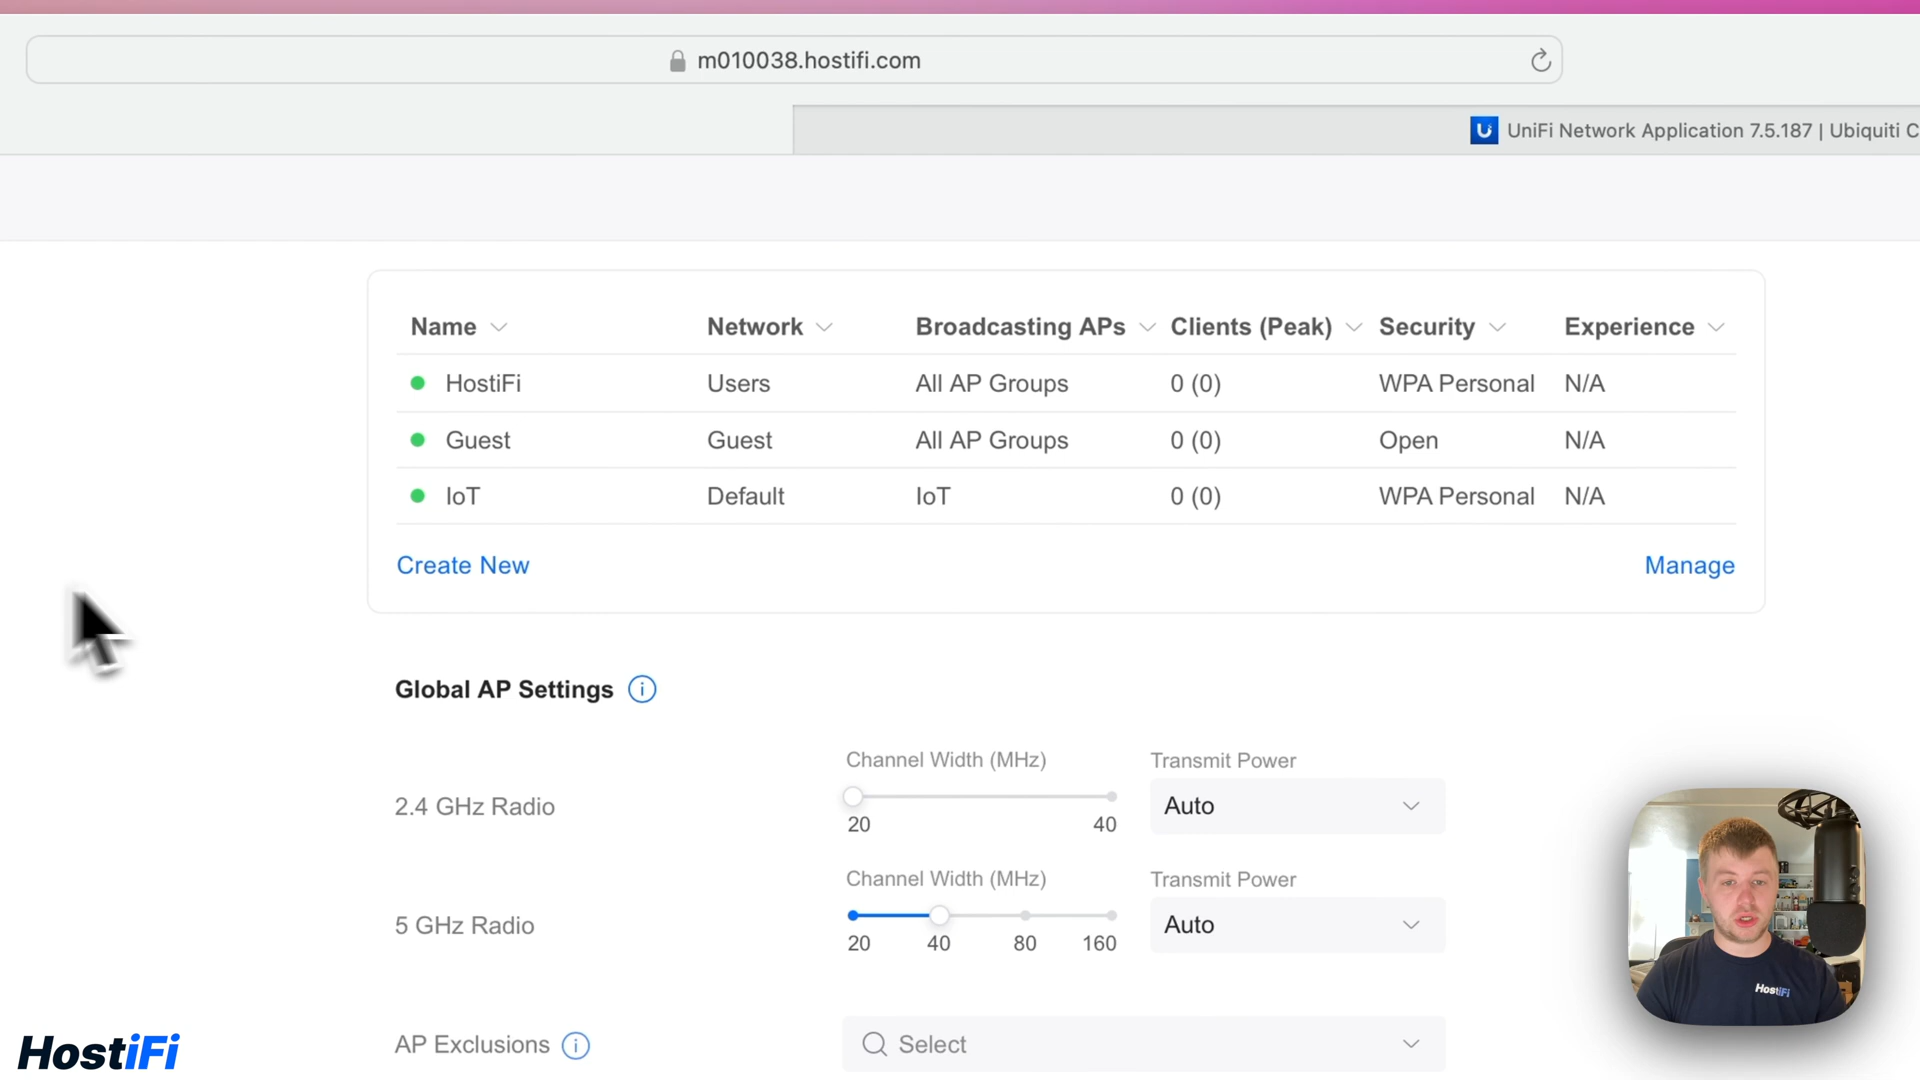 m010038.hostifi.com
UniFi Network Application 7.5.187 | Ubiquiti C
Name Network Broadcasting APs Clients (Peak) Security Experience
HostiFi Users All AP Groups 0 (0) WPA Personal N/A
Guest Guest All AP Groups 0 (0) Open N/A
IoT Default IoT 0 (0) WPA Personal N/A
Create New Manage
Global AP Settings
Channel Width (MHz) Transmit Power
2.4 GHz Radio Auto
20 40
Channel Width (MHz) Transmit Power
5 GHz Radio Auto
20 40 80 160
AP Exclusions Select
HostiFi
HostiFi